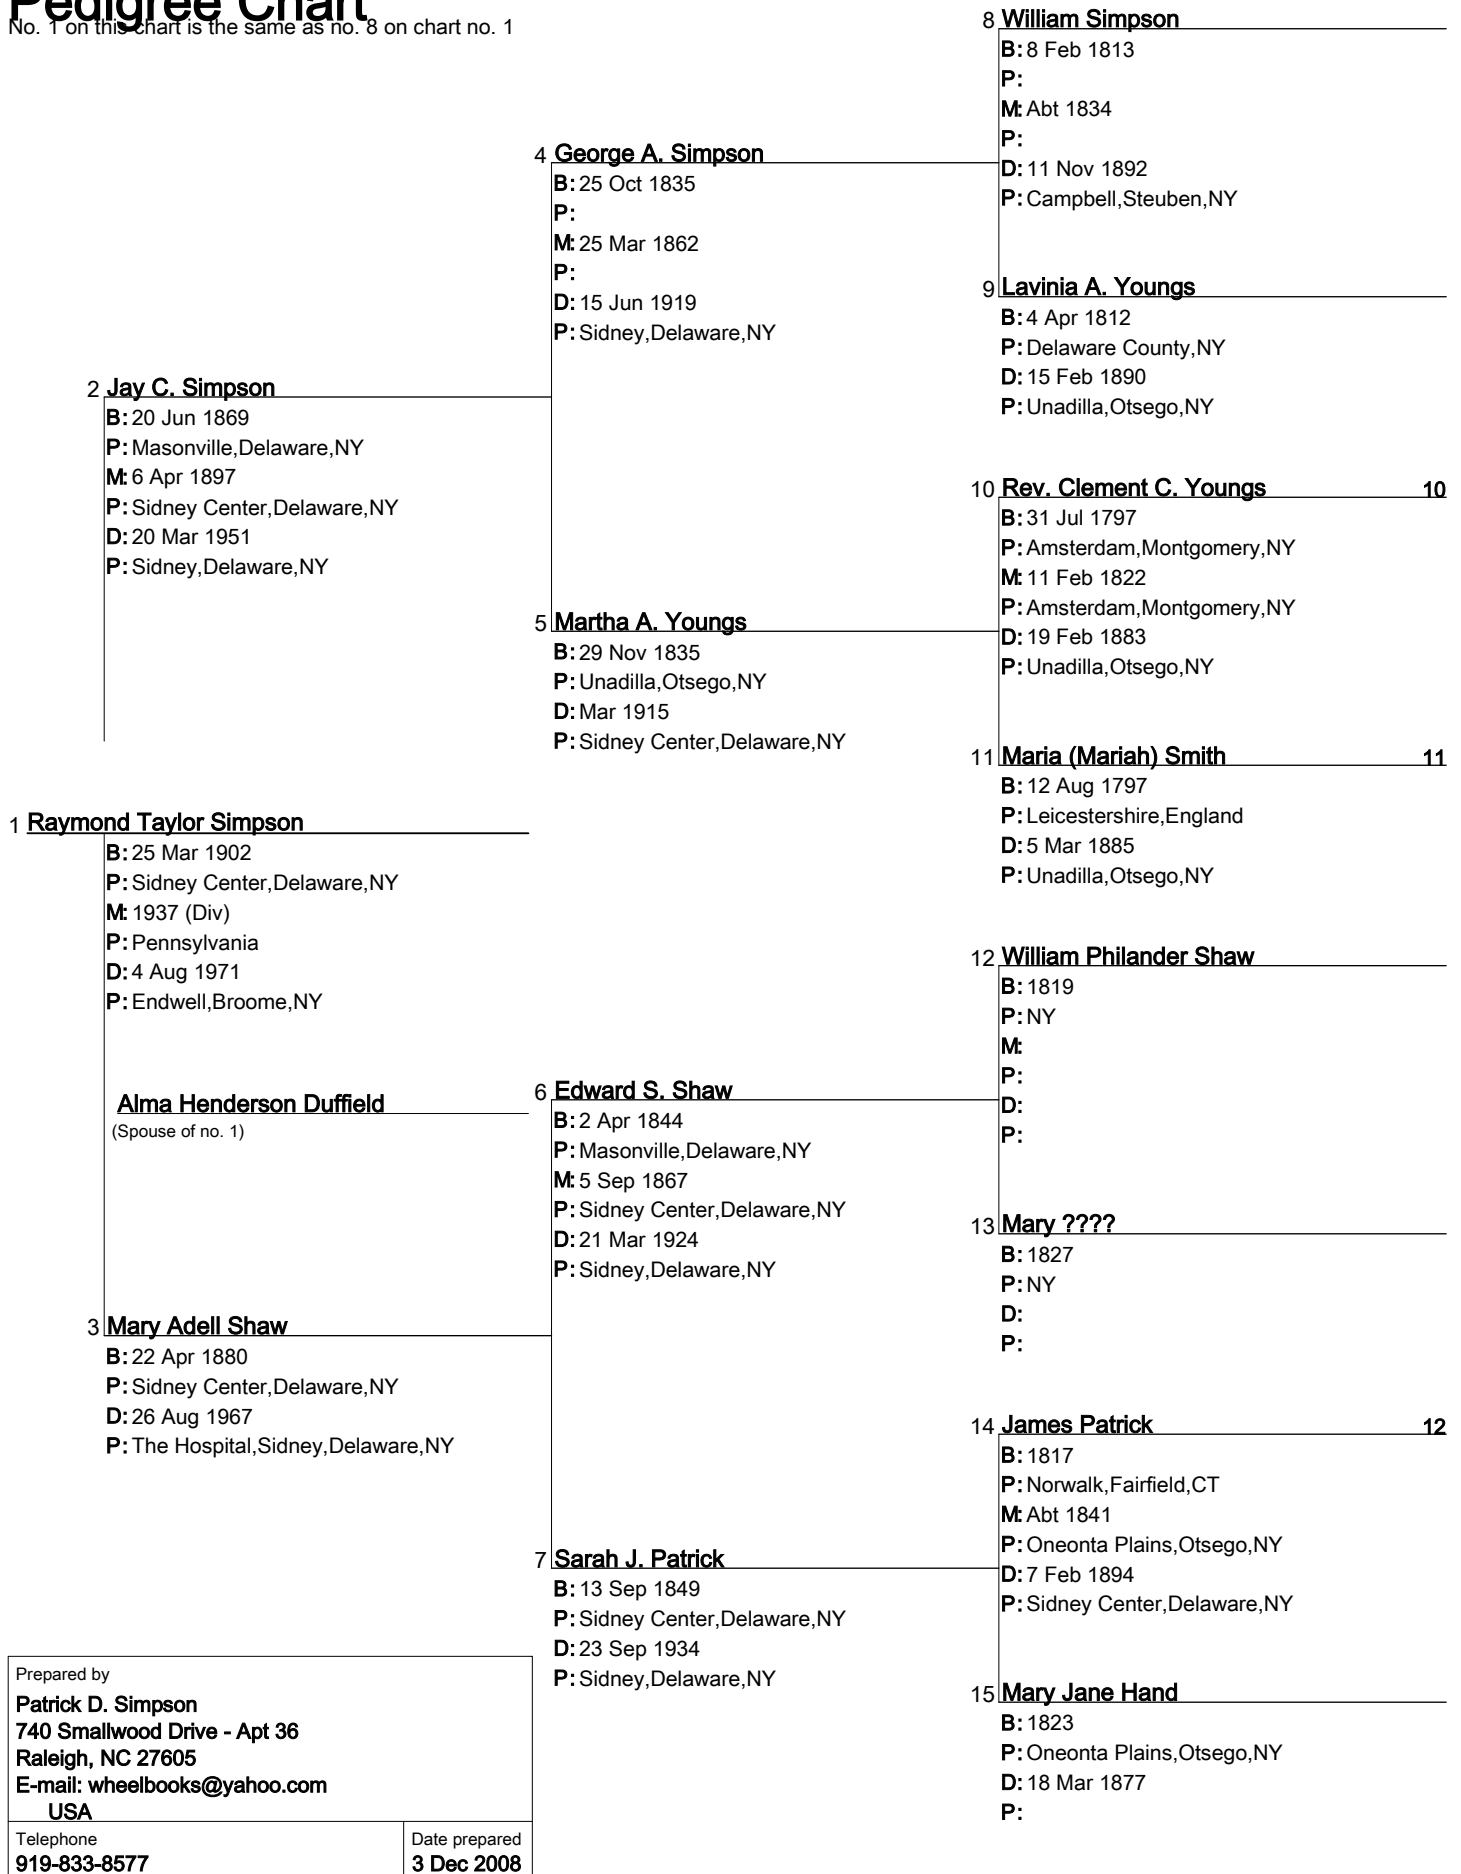 Pedigree Chart
No. 1 on this chart is the same as no. 8 on chart no. 1
8 William Simpson
B: 8 Feb 1813
P:
M: Abt 1834
P:
D: 11 Nov 1892
P: Campbell,Steuben,NY
4 George A. Simpson
B: 25 Oct 1835
P:
M: 25 Mar 1862
P:
D: 15 Jun 1919
P: Sidney,Delaware,NY
9 Lavinia A. Youngs
B: 4 Apr 1812
P: Delaware County,NY
D: 15 Feb 1890
P: Unadilla,Otsego,NY
2 Jay C. Simpson
B: 20 Jun 1869
P: Masonville,Delaware,NY
M: 6 Apr 1897
P: Sidney Center,Delaware,NY
D: 20 Mar 1951
P: Sidney,Delaware,NY
10 Rev. Clement C. Youngs 10
B: 31 Jul 1797
P: Amsterdam,Montgomery,NY
M: 11 Feb 1822
P: Amsterdam,Montgomery,NY
D: 19 Feb 1883
P: Unadilla,Otsego,NY
5 Martha A. Youngs
B: 29 Nov 1835
P: Unadilla,Otsego,NY
D: Mar 1915
P: Sidney Center,Delaware,NY
11 Maria (Mariah) Smith 11
B: 12 Aug 1797
P: Leicestershire,England
D: 5 Mar 1885
P: Unadilla,Otsego,NY
1 Raymond Taylor Simpson
B: 25 Mar 1902
P: Sidney Center,Delaware,NY
M: 1937 (Div)
P: Pennsylvania
D: 4 Aug 1971
P: Endwell,Broome,NY
Alma Henderson Duffield
(Spouse of no. 1)
12 William Philander Shaw
B: 1819
P: NY
M:
P:
D:
P:
6 Edward S. Shaw
B: 2 Apr 1844
P: Masonville,Delaware,NY
M: 5 Sep 1867
P: Sidney Center,Delaware,NY
D: 21 Mar 1924
P: Sidney,Delaware,NY
13 Mary ????
B: 1827
P: NY
D:
P:
3 Mary Adell Shaw
B: 22 Apr 1880
P: Sidney Center,Delaware,NY
D: 26 Aug 1967
P: The Hospital,Sidney,Delaware,NY
14 James Patrick 12
B: 1817
P: Norwalk,Fairfield,CT
M: Abt 1841
P: Oneonta Plains,Otsego,NY
D: 7 Feb 1894
P: Sidney Center,Delaware,NY
7 Sarah J. Patrick
B: 13 Sep 1849
P: Sidney Center,Delaware,NY
D: 23 Sep 1934
P: Sidney,Delaware,NY
15 Mary Jane Hand
B: 1823
P: Oneonta Plains,Otsego,NY
D: 18 Mar 1877
P:
Prepared by
Patrick D. Simpson
740 Smallwood Drive - Apt 36
Raleigh, NC 27605
E-mail: wheelbooks@yahoo.com
USA
Telephone
919-833-8577
Date prepared
3 Dec 2008